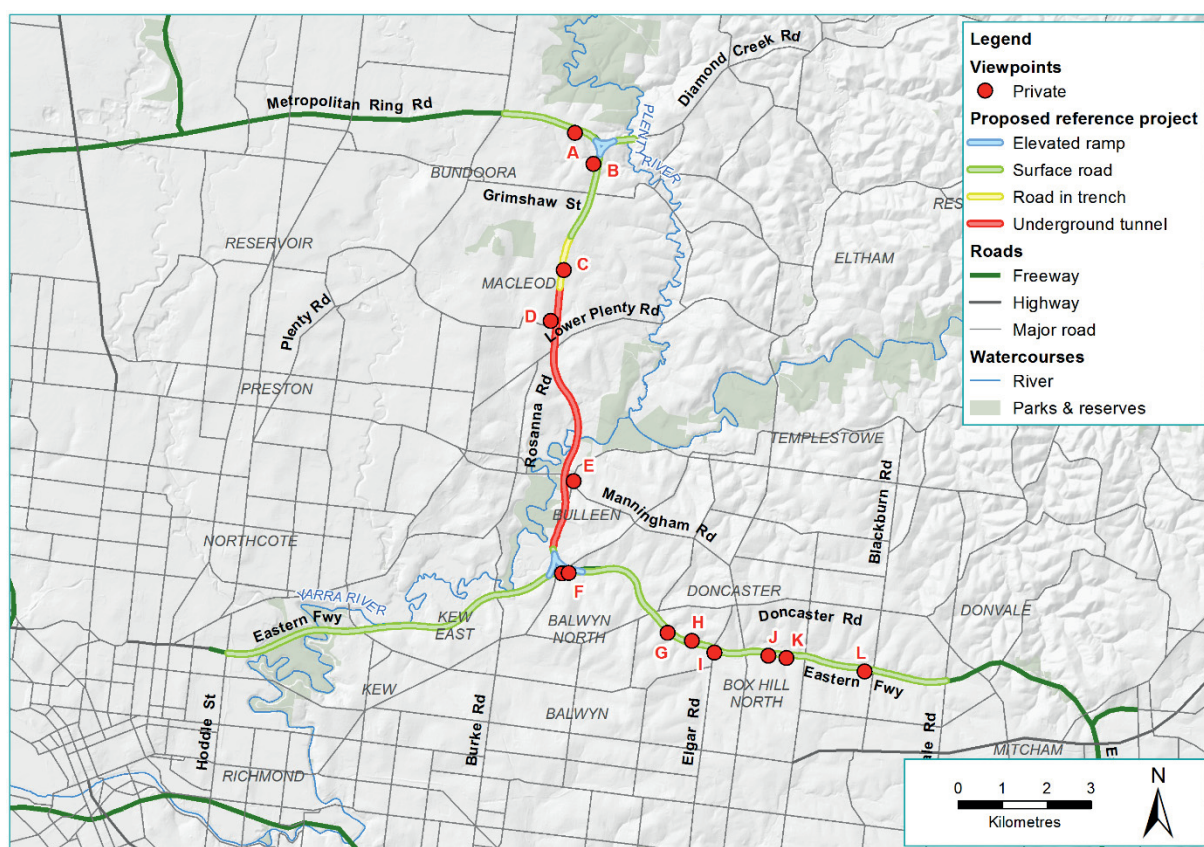 Diamond Creek Rd
Metropolitan Ring Rd
PLENTY RIVER
A
B
BUNDOORA
Grimshaw St
RESERVOIR
C
MACLEOD
ELTHAM
D
Lower Plenty Rd
Plenty Rd
PRESTON
Rosanna Rd
TEMPLESTOWE
E
Manningham Rd
BULLEEN
Blackburn Rd
NORTHCOTE
F
YARRA RIVER
DONCASTER
Doncaster Rd
DONVALE
Eastern Fwy
KEW
EAST
BALWYN
NORTH
G
H
I
J
K
L
Eastern Fwy
KEW
BOX HILL
NORTH
BALWYN
Hoddle St
Burke Rd
Elgar Rd
ale Rd
MITCHAM
E
RICHMOND
RES
Legend
Viewpoints
Private
Proposed reference project
Elevated ramp
Surface road
Road in trench
Underground tunnel
Roads
Freeway
Highway
Major road
Watercourses
River
Parks & reserves
0 1 2 3
Kilometres
N